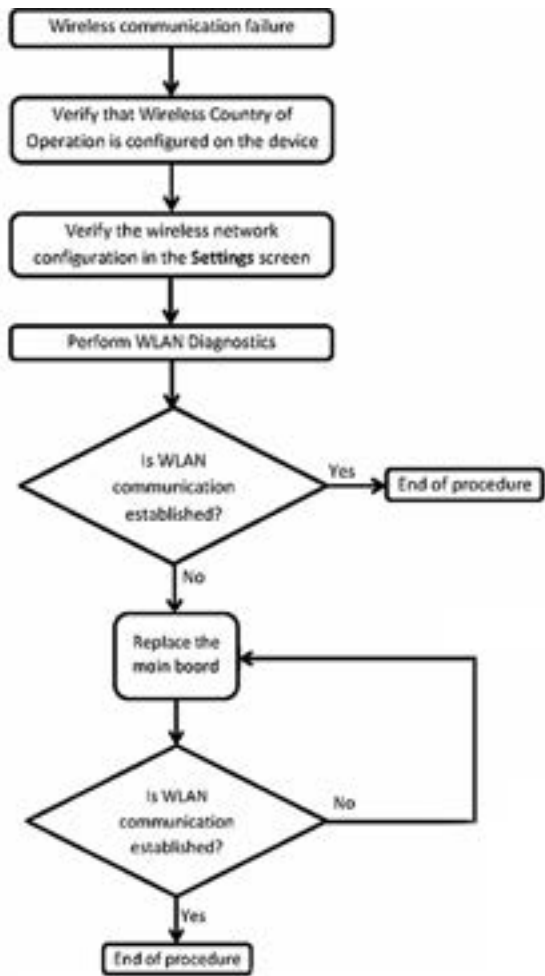 Wireless communication failure
Verify that Wireless Country of
Operation is configured on the device
Verify the wireless network
configuration in the Settings screen
Perform WLAN Diagnostics
Is WLAN
communication
established?
Yes
End of procedure
No
Replace the
main board
Is WLAN
communication
established?
No
Yes
End of procedure